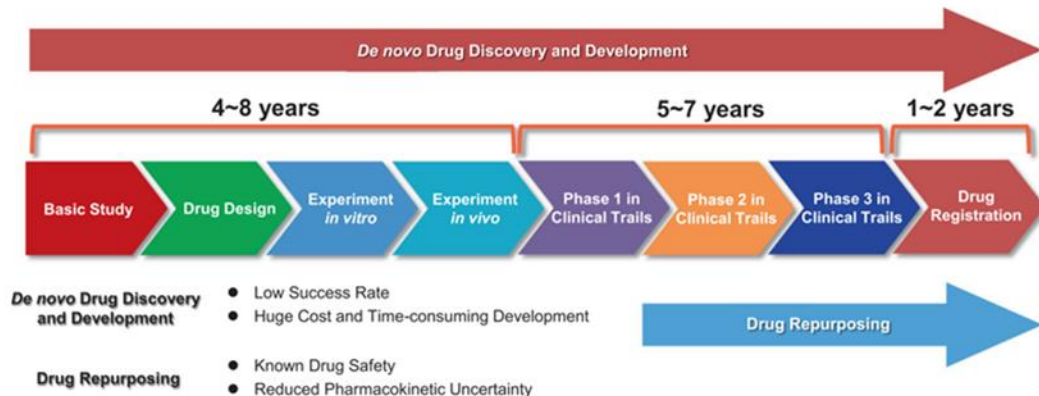 De novo Drug Discovery and Development
4~8 years
5~7 years
1~2 years
Basic Study
Drug Design
Experiment
in vitro
Experiment
in vivo
Phase 1 in
Clinical Trails
Phase 2 in
Clinical Trails
Phase 3 in
Clinical Trails
Drug
Registration
De novo Drug Discovery
and Development
● Low Success Rate
● Huge Cost and Time-consuming Development
Drug Repurposing
Drug Repurposing
● Known Drug Safety
● Reduced Pharmacokinetic Uncertainty